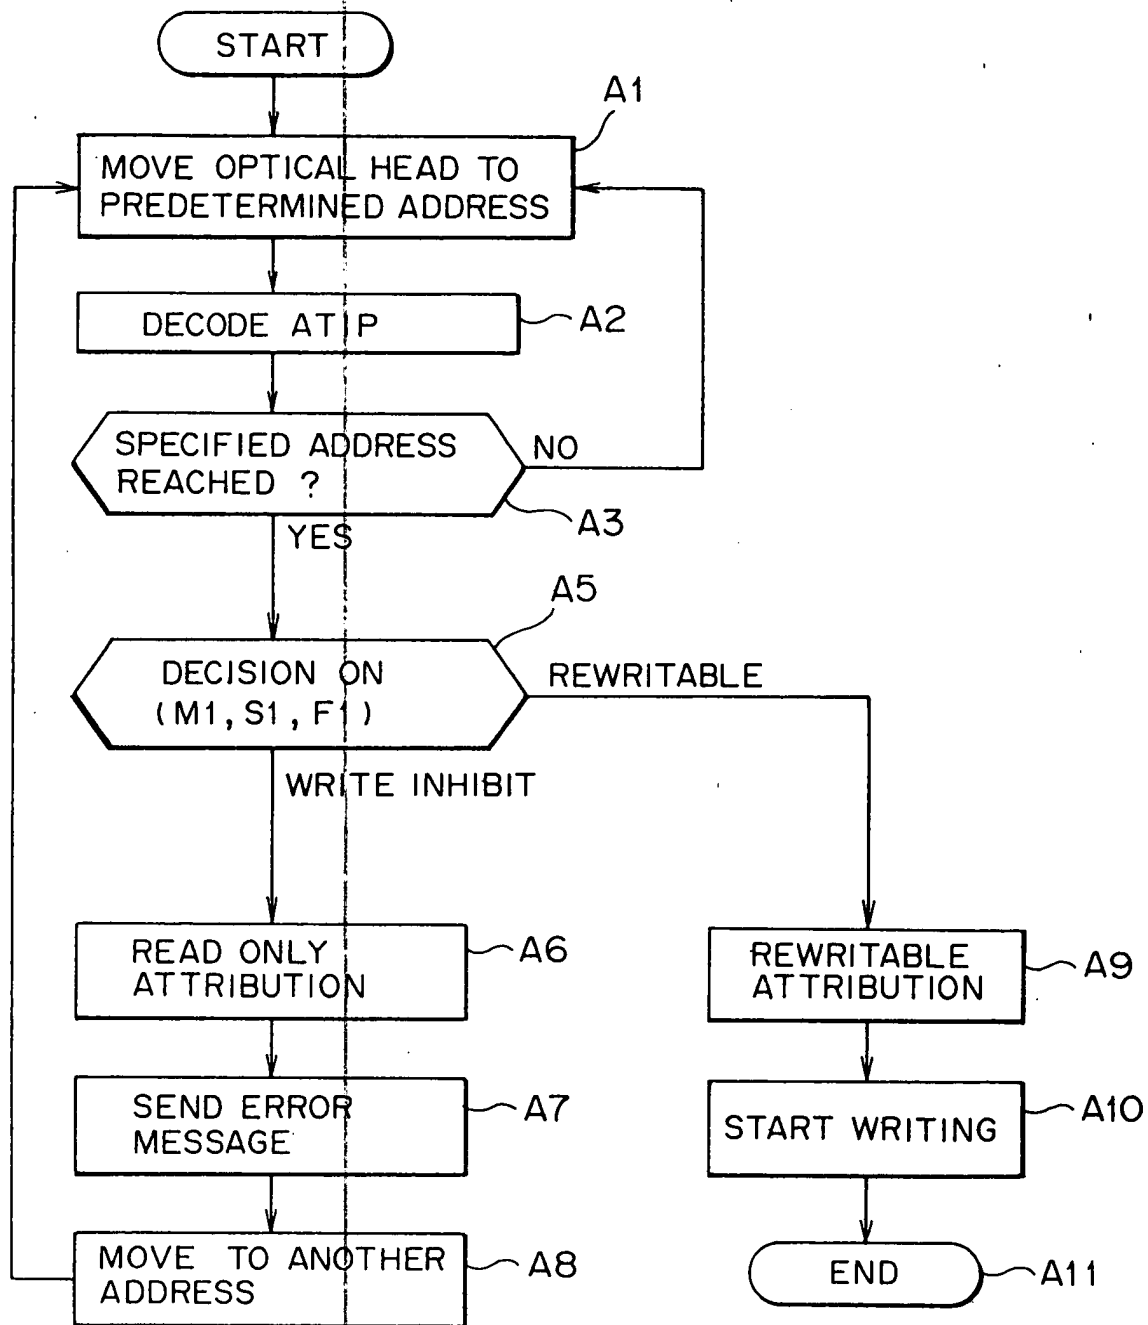 START
A1
MOVE OPTICAL HEAD TO
PREDETERMINED ADDRESS
DECODE ATIP
A2
SPECIFIED ADDRESS
REACHED ?
NO
A3
YES
A5
DECISION ON
(M1, S1, F1)
REWRITABLE
WRITE INHIBIT
READ ONLY
ATTRIBUTION
A6
REWRITABLE
ATTRIBUTION
A9
SEND ERROR
MESSAGE
A7
START WRITING
A10
MOVE TO ANOTHER
ADDRESS
A8
END
A11